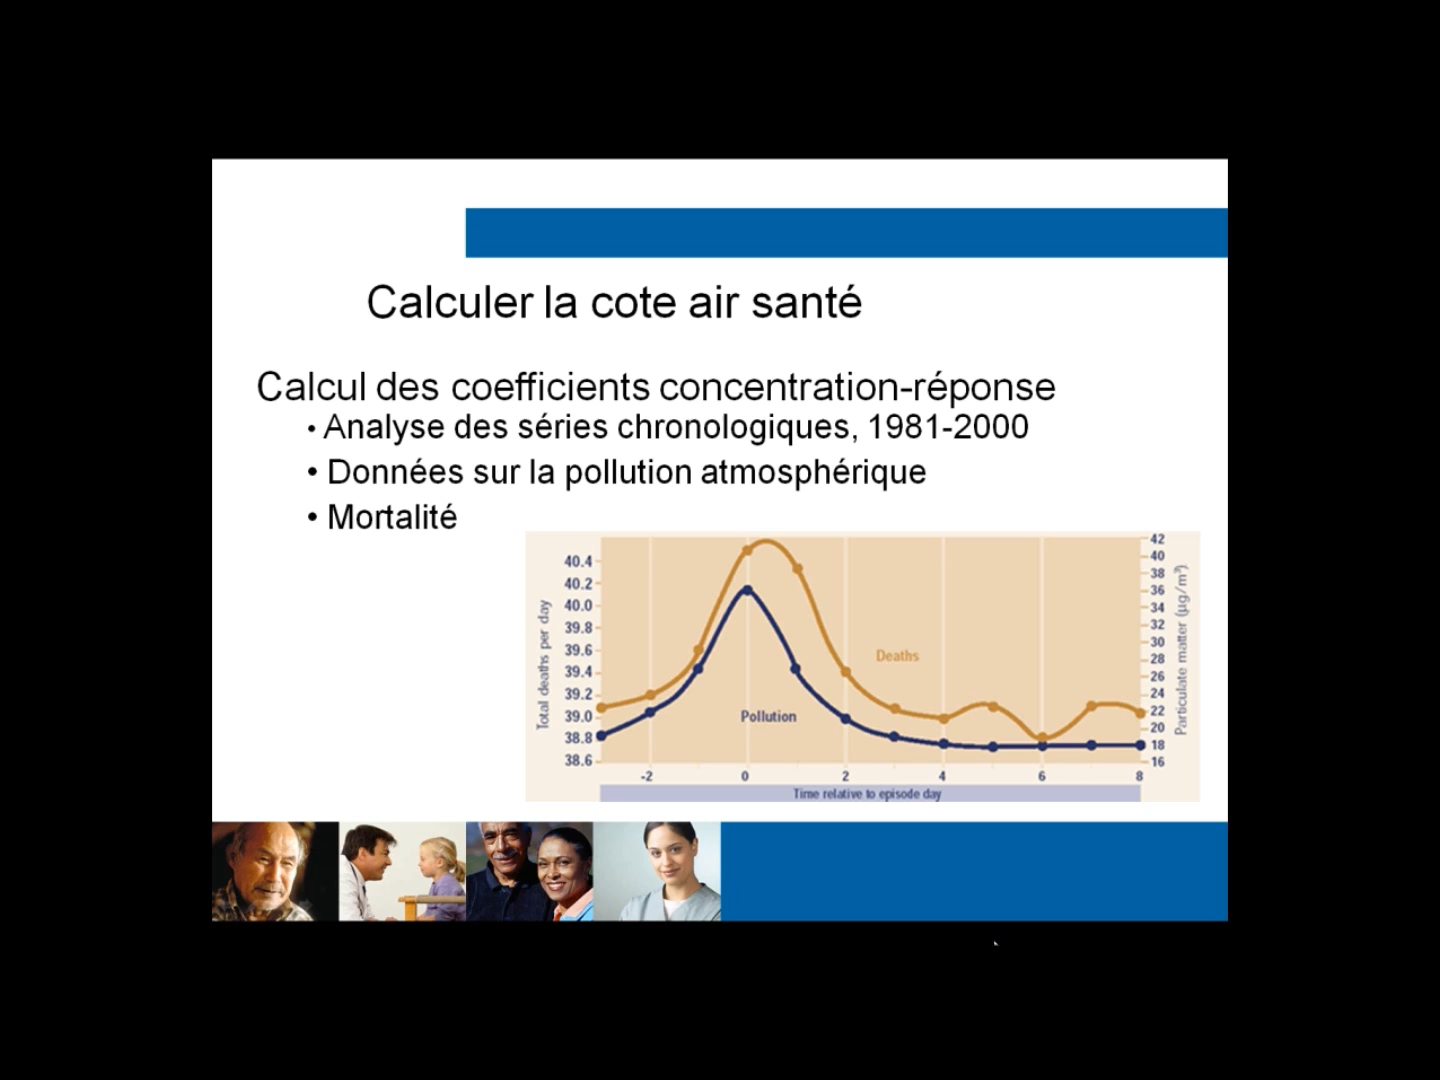 Calculer la cote air santé
Calcul des coefficients concentration-réponse
• Analyse des séries chronologiques, 1981-2000
• Données sur la pollution atmosphérique
• Mortalité
Total deaths per day
40.4
40.2
40.0
39.8
39.6
39.4
39.2
39.0
38.8
38.6
Deaths
Pollution
42
40
38
36
34
32
30
28
26
24
22
20
18
16
Particulate matter (µg/m³)
-2 0 2 4 6 8
Time relative to episode day